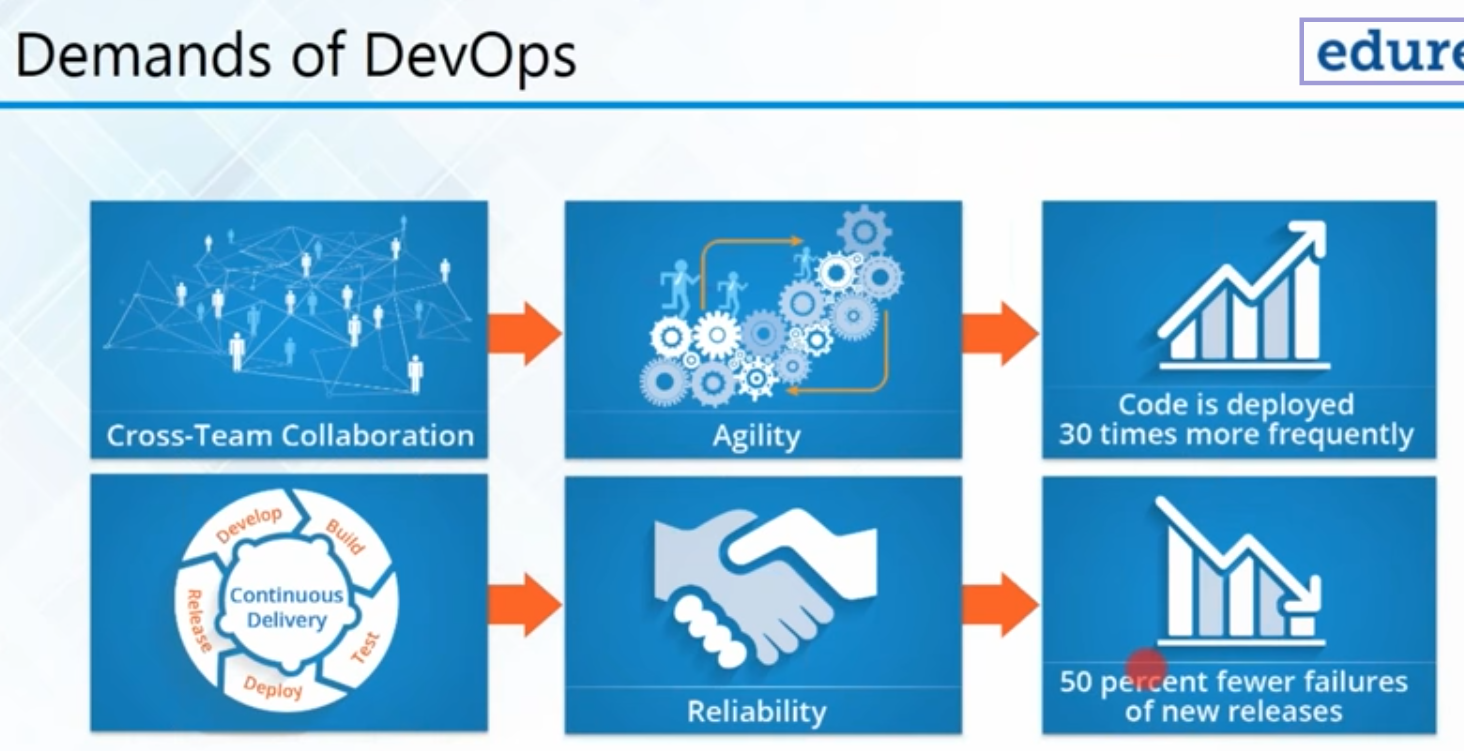 Demands of DevOps
edure
Cross-Team Collaboration
Agility
Code is deployed
30 times more frequently
Develop
Build
Test
Deploy
Release
Continuous
Delivery
Reliability
50 percent fewer failures
of new releases